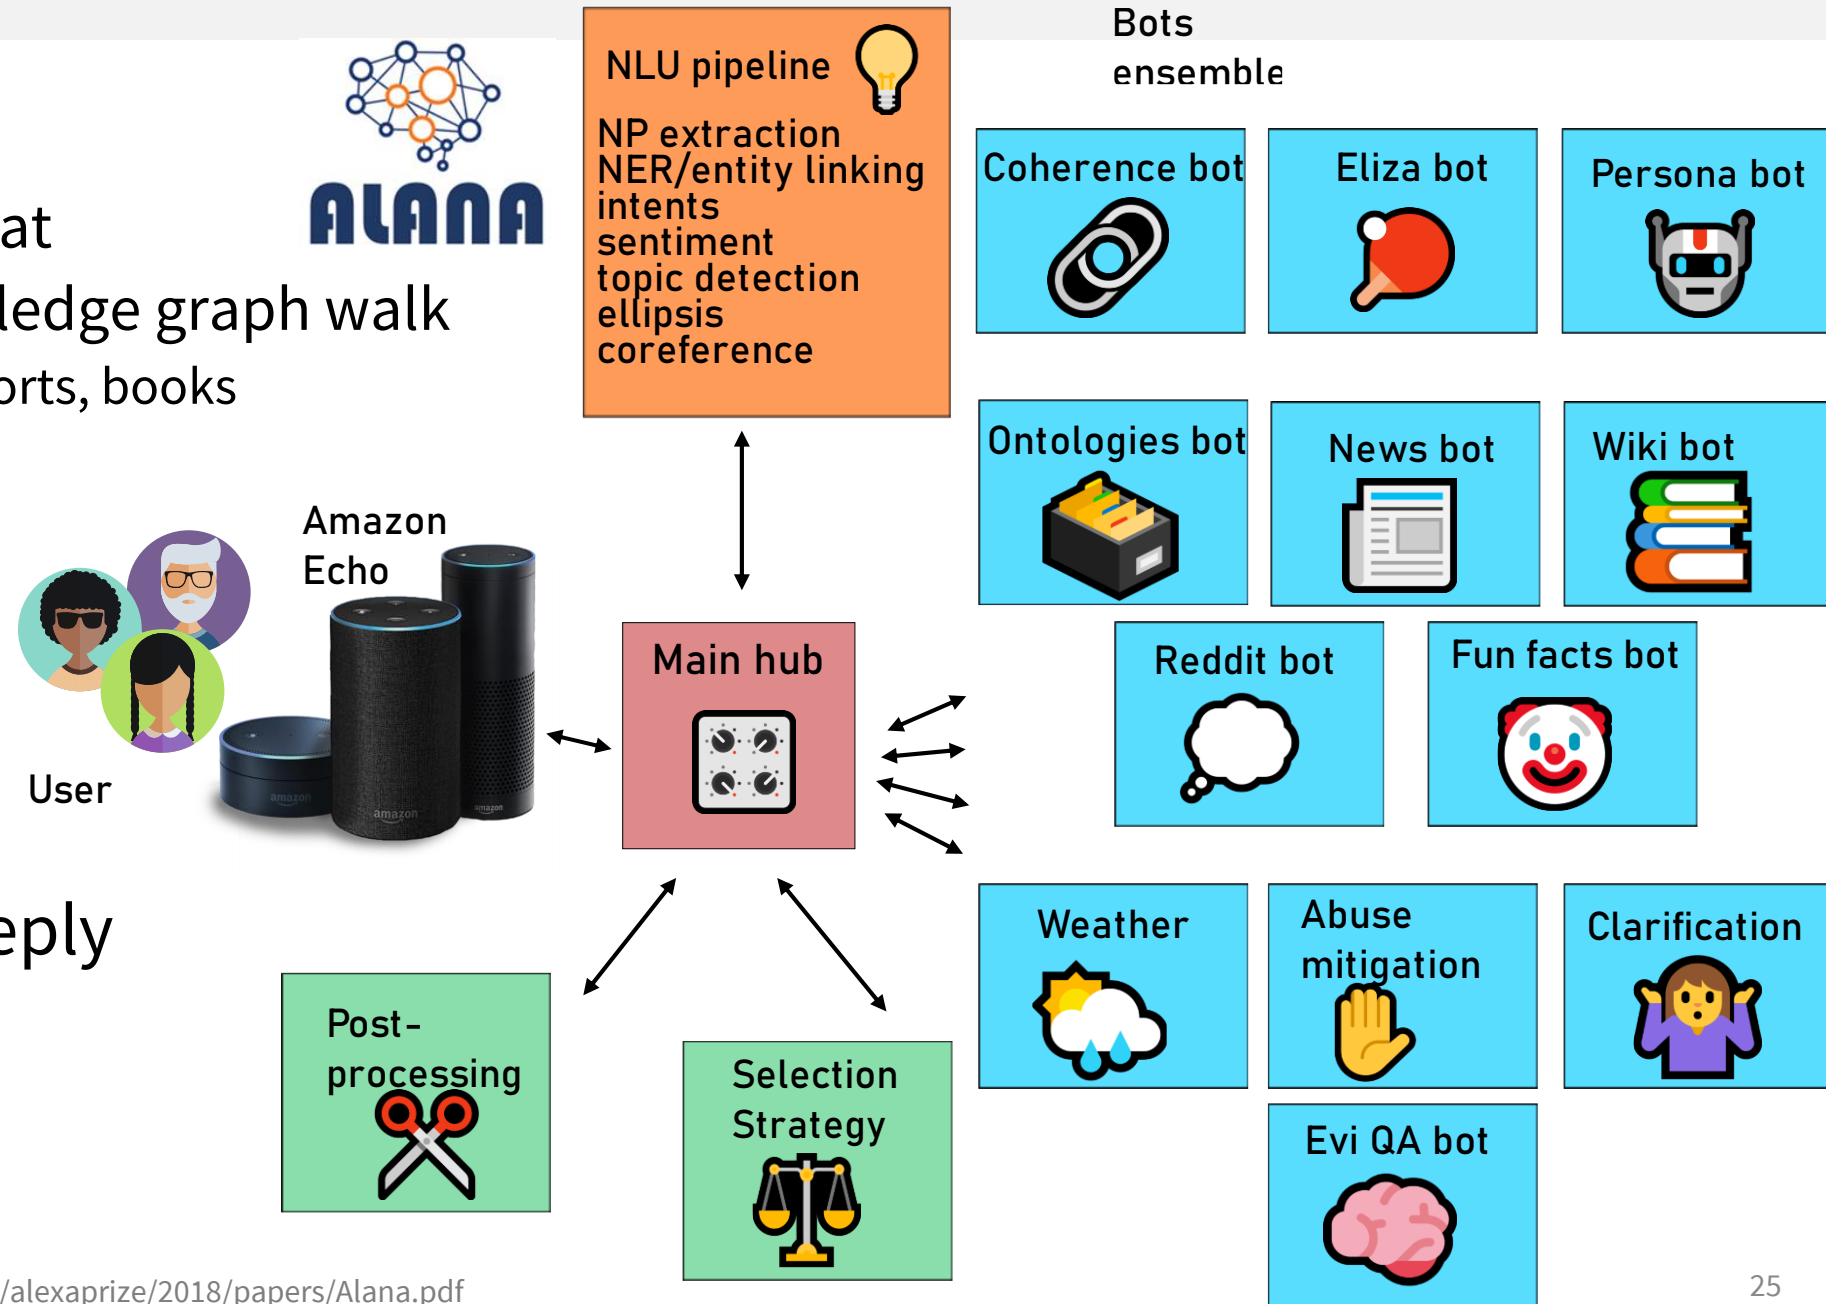 Bots
ensemble
ALANA
NLU pipeline
NP extraction
NER/entity linking
intents
sentiment
topic detection
ellipsis
coreference
Coherence bot
Eliza bot
Persona bot
at
ledge graph walk
orts, books
Ontologies bot
News bot
Wiki bot
Amazon
Echo
User
amazon
amazon
amazon
Main hub
Reddit bot
Fun facts bot
eply
Weather
Abuse
mitigation
Clarification
Post-
processing
Selection
Strategy
Evi QA bot
/alexaprize/2018/papers/Alana.pdf
25